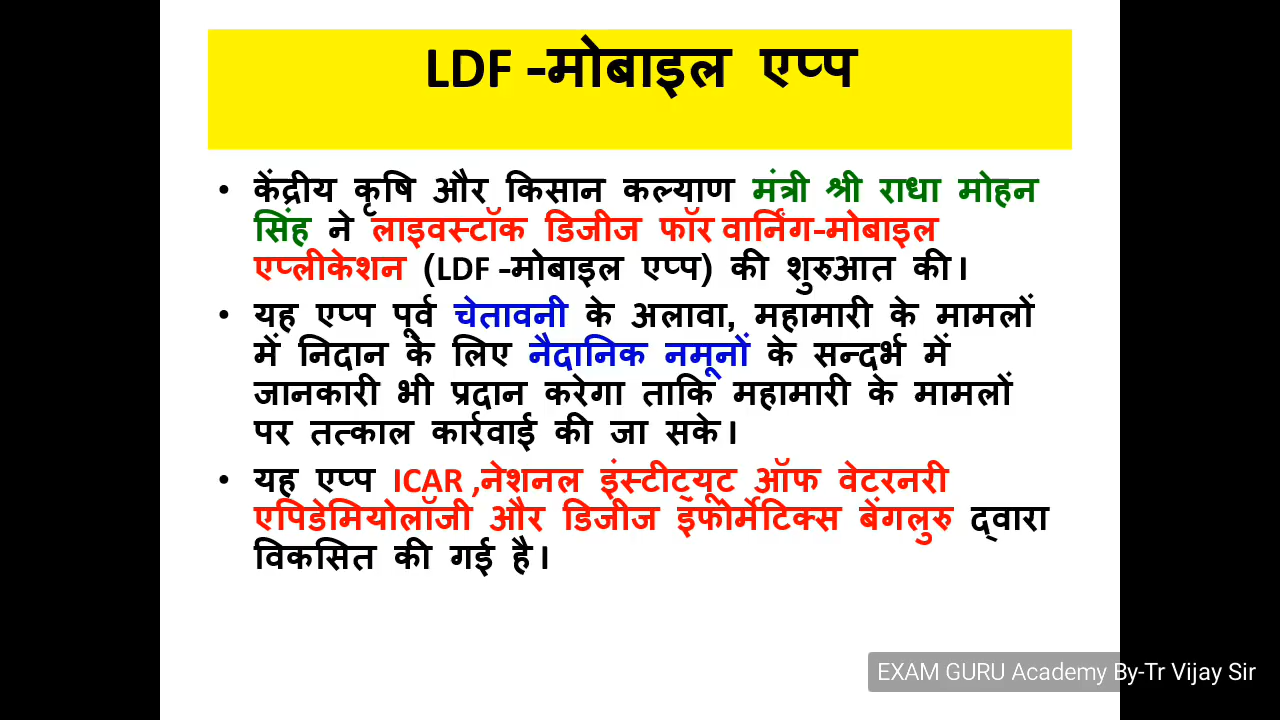 LDF -मोबाइल एप्प
• केंद्रीय कृषि और किसान कल्याण मंत्री श्री राधा मोहन
सिंह ने लाइवस्टॉक डिजीज फॉर वार्निंग-मोबाइल
एप्लीकेशन (LDF -मोबाइल एप्प) की शुरुआत की।
• यह एप्प पूर्व चेतावनी के अलावा, महामारी के मामलों
में निदान के लिए नैदानिक नमूनों के सन्दर्भ में
जानकारी भी प्रदान करेगा ताकि महामारी के मामलों
पर तत्काल कार्रवाई की जा सके।
• यह एप्प ICAR ,नेशनल इंस्टीट्यूट ऑफ वेटरनरी
एपिडेमियोलॉजी और डिजीज इंफोर्मेटिक्स बेंगलुरु द्वारा
विकसित की गई है।
EXAM GURU Academy By-Tr Vijay Sir